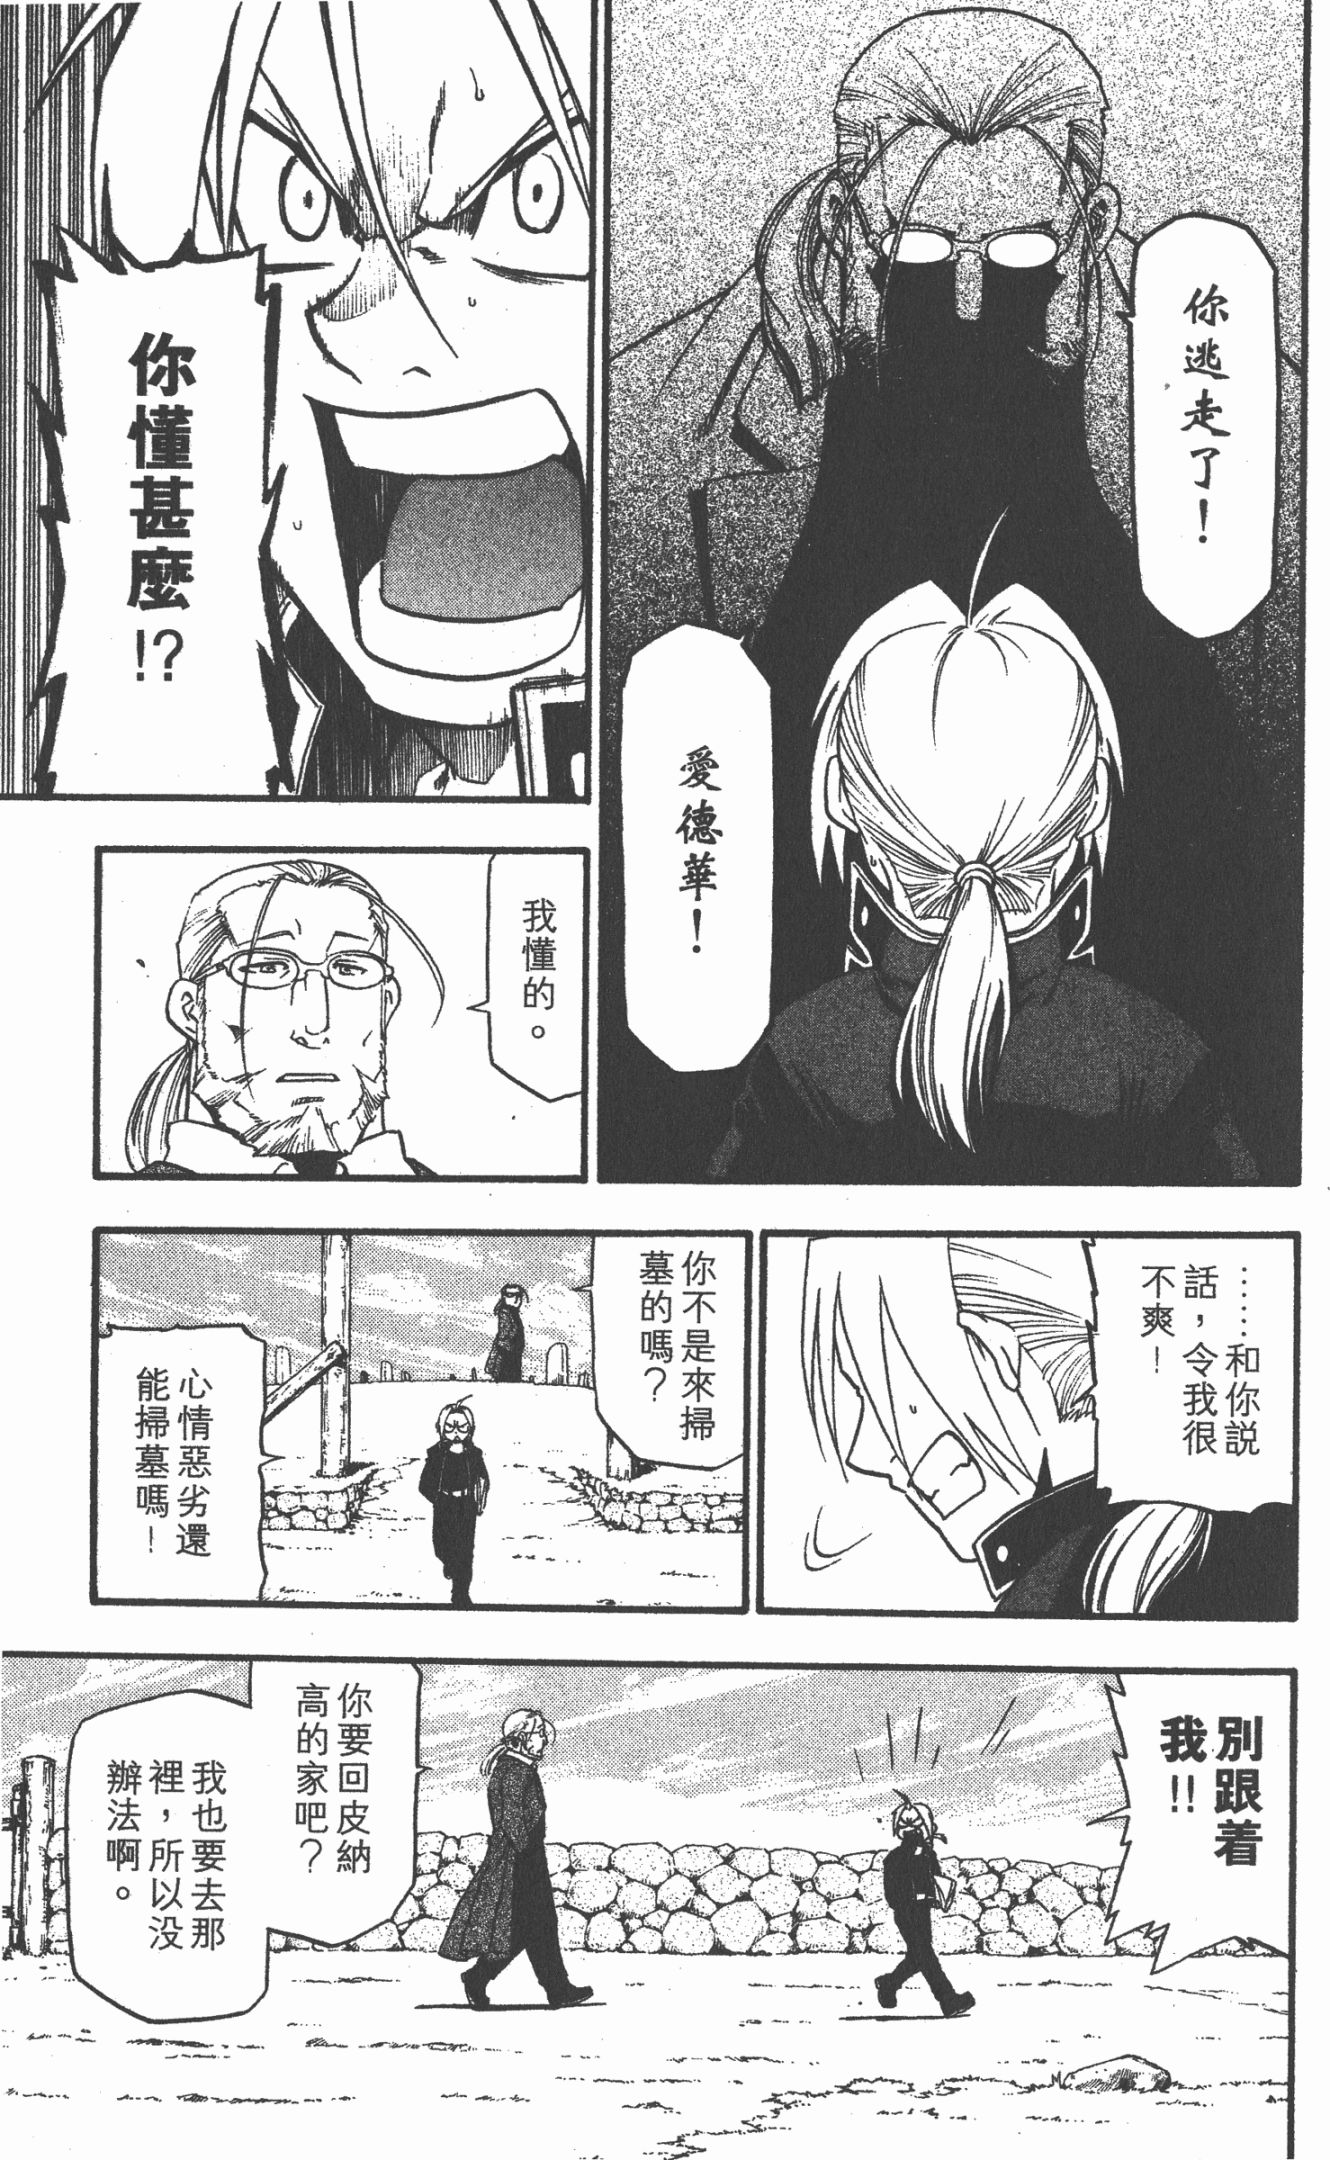 你逃走了！
愛德華！
你懂甚麼!?
我懂的。
……和你説
話，令我很
不爽！
你不是來掃
墓的嗎？
心情惡劣還
能掃墓嗎！
別跟着
我!!
你要回皮納
高的家吧？
我也要去那
裡，所以没
辦法啊。